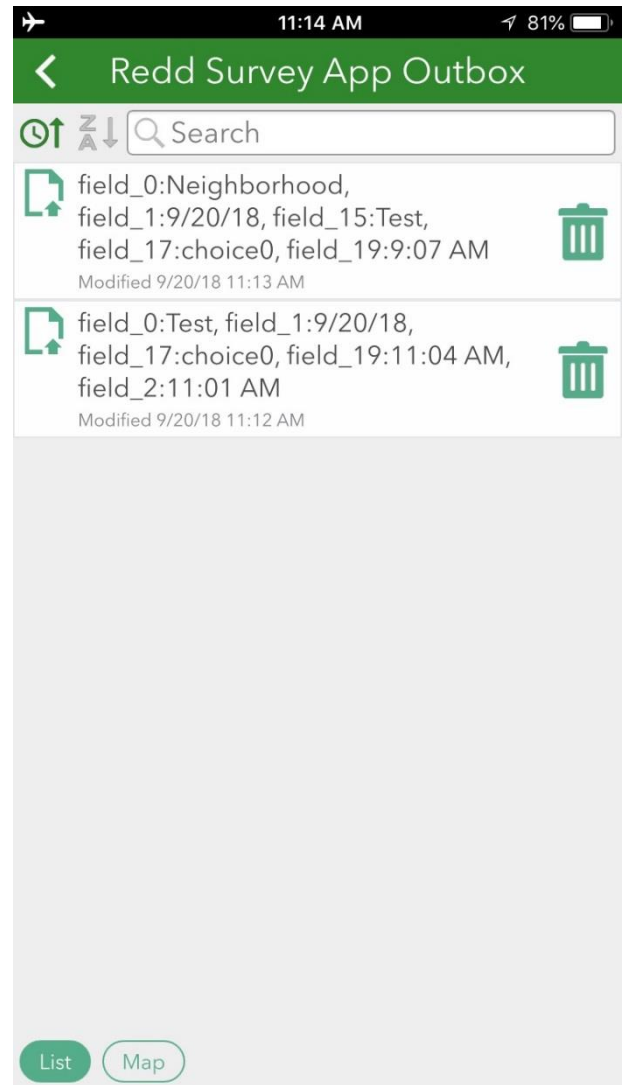 11:14 AM
81%
Redd Survey App Outbox
Z
A
Search
field_0:Neighborhood,
field_1:9/20/18, field_15:Test,
field_17:choice0, field_19:9:07 AM
Modified 9/20/18 11:13 AM
field_0:Test, field_1:9/20/18,
field_17:choice0, field_19:11:04 AM,
field_2:11:01 AM
Modified 9/20/18 11:12 AM
List
Map